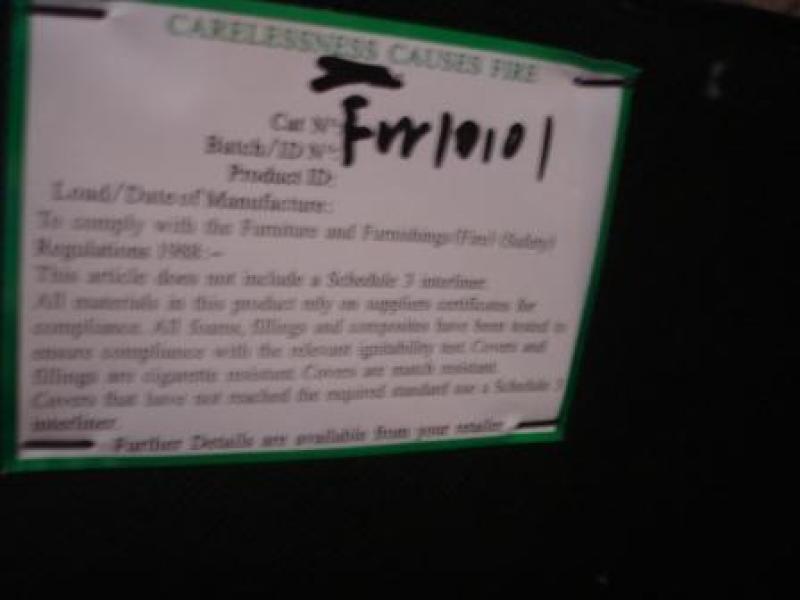 CARELESSNESS CAUSES FIRE
Cat Nº:
Batch/ID Nº:
Product ID:
Load/Date of Manufacture:
To comply with the Furniture and Furnishings (Fire) (Safety)
Regulations 1988:-
This article does not include a Schedule 3 interliner.
All materials in this product rely on suppliers certificates for
compliance. All foams, fillings and composites have been tested to
ensure compliance with the relevant ignitability test. Covers and
fillings are cigarette resistant. Covers are match resistant.
Covers that have not reached the required standard use a Schedule 3
interliner.
Further Details are available from your retailer